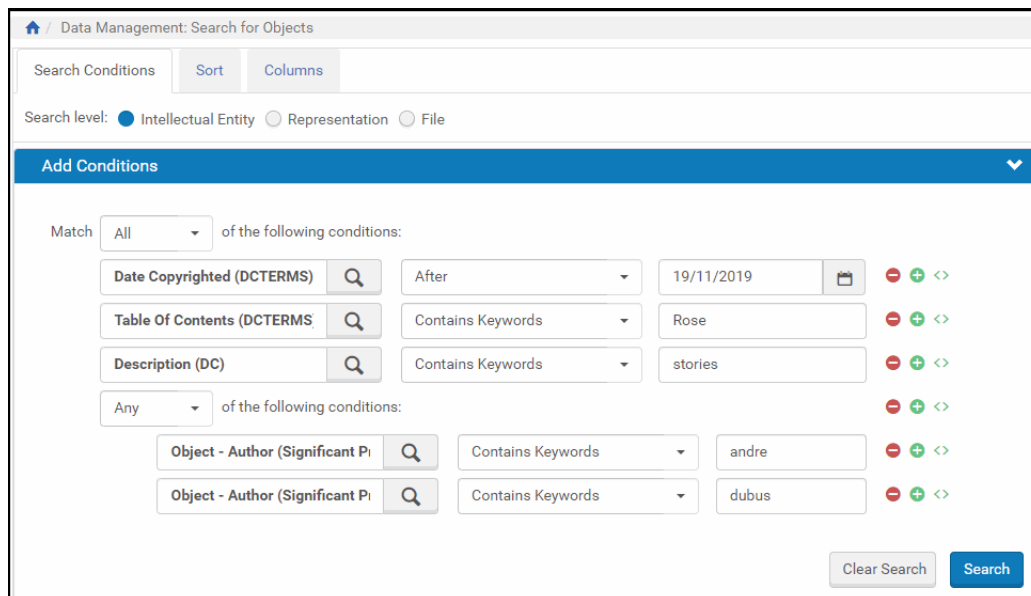 / Data Management: Search for Objects
Search Conditions Sort Columns
Search level: Intellectual Entity Representation File
Add Conditions
Match All of the following conditions:
Date Copyrighted (DCTERMS) After 19/11/2019
Table Of Contents (DCTERMS) Contains Keywords Rose
Description (DC) Contains Keywords stories
Any of the following conditions:
Object - Author (Significant Pr Contains Keywords andre
Object - Author (Significant Pr Contains Keywords dubus
Clear Search Search